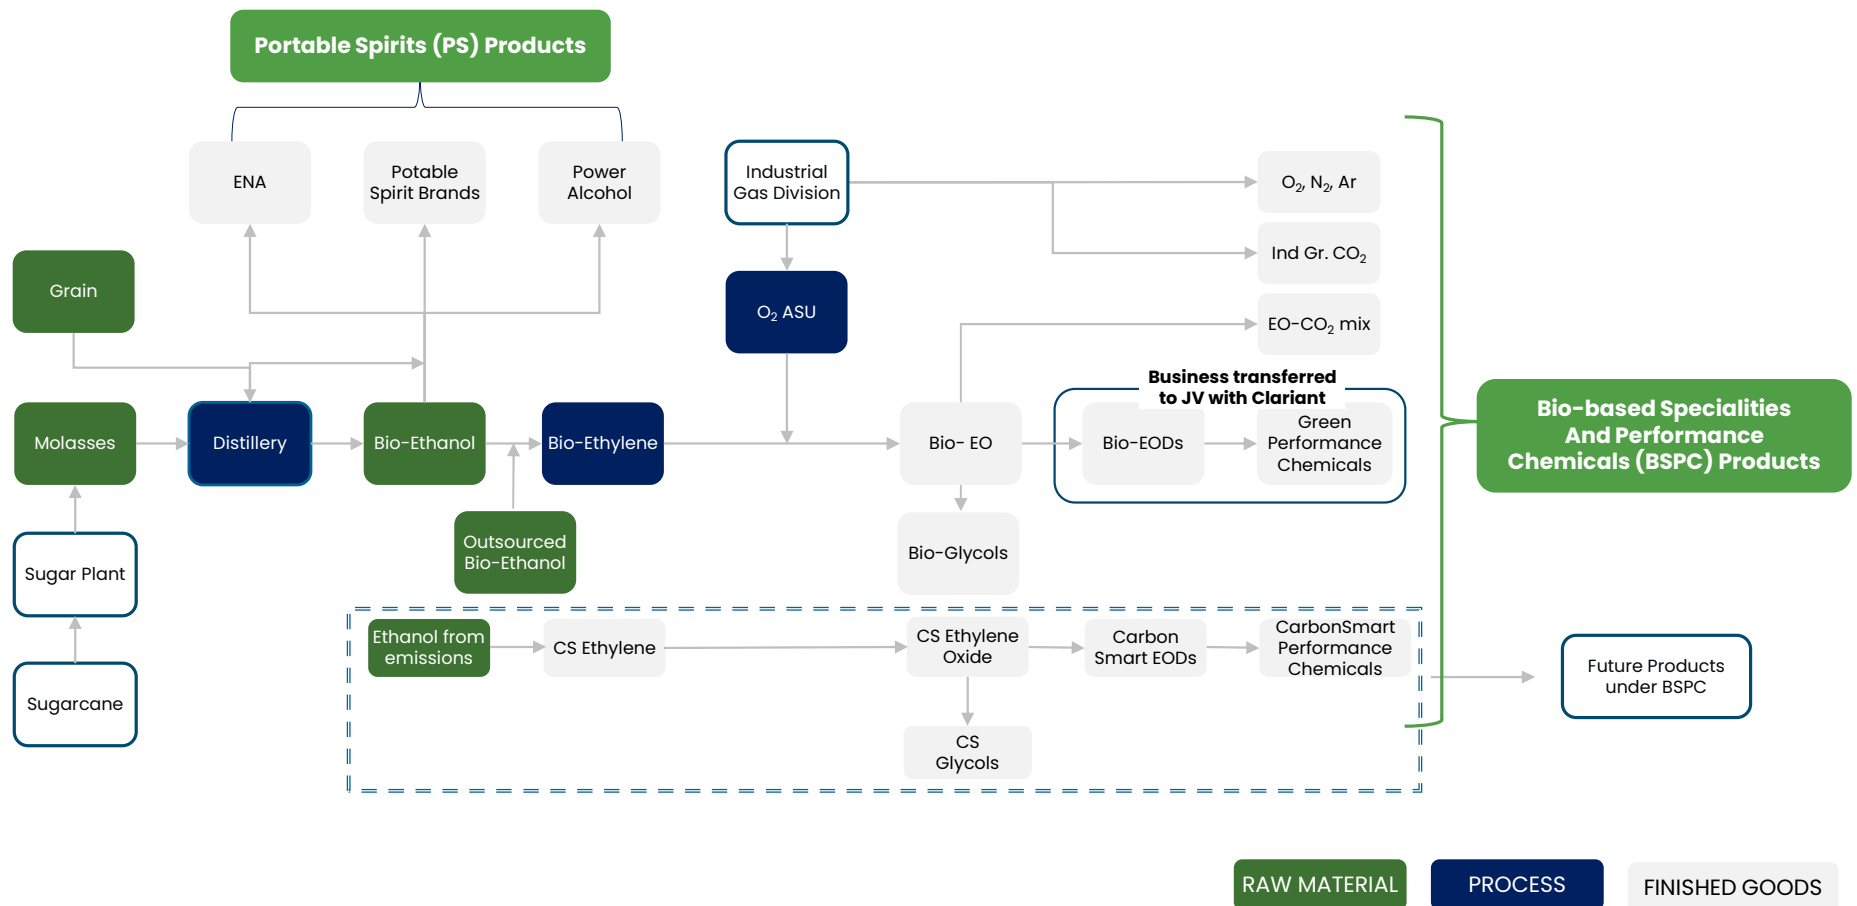 Portable Spirits (PS) Products
ENA
Potable
Spirit Brands
Power
Alcohol
Industrial
Gas Division
O₂, N₂, Ar
Ind Gr. CO₂
Grain
O₂ ASU
EO-CO₂ mix
Business transferred
to JV with Clariant
Molasses
Distillery
Bio-Ethanol
Bio-Ethylene
Bio- EO
Bio-EODs
Green
Performance
Chemicals
Bio-based Specialities
And Performance
Chemicals (BSPC) Products
Outsourced
Bio-Ethanol
Bio-Glycols
Sugar Plant
Ethanol from
emissions
CS Ethylene
CS Ethylene
Oxide
Carbon
Smart EODs
CarbonSmart
Performance
Chemicals
Future Products
under BSPC
Sugarcane
CS
Glycols
RAW MATERIAL
PROCESS
FINISHED GOODS